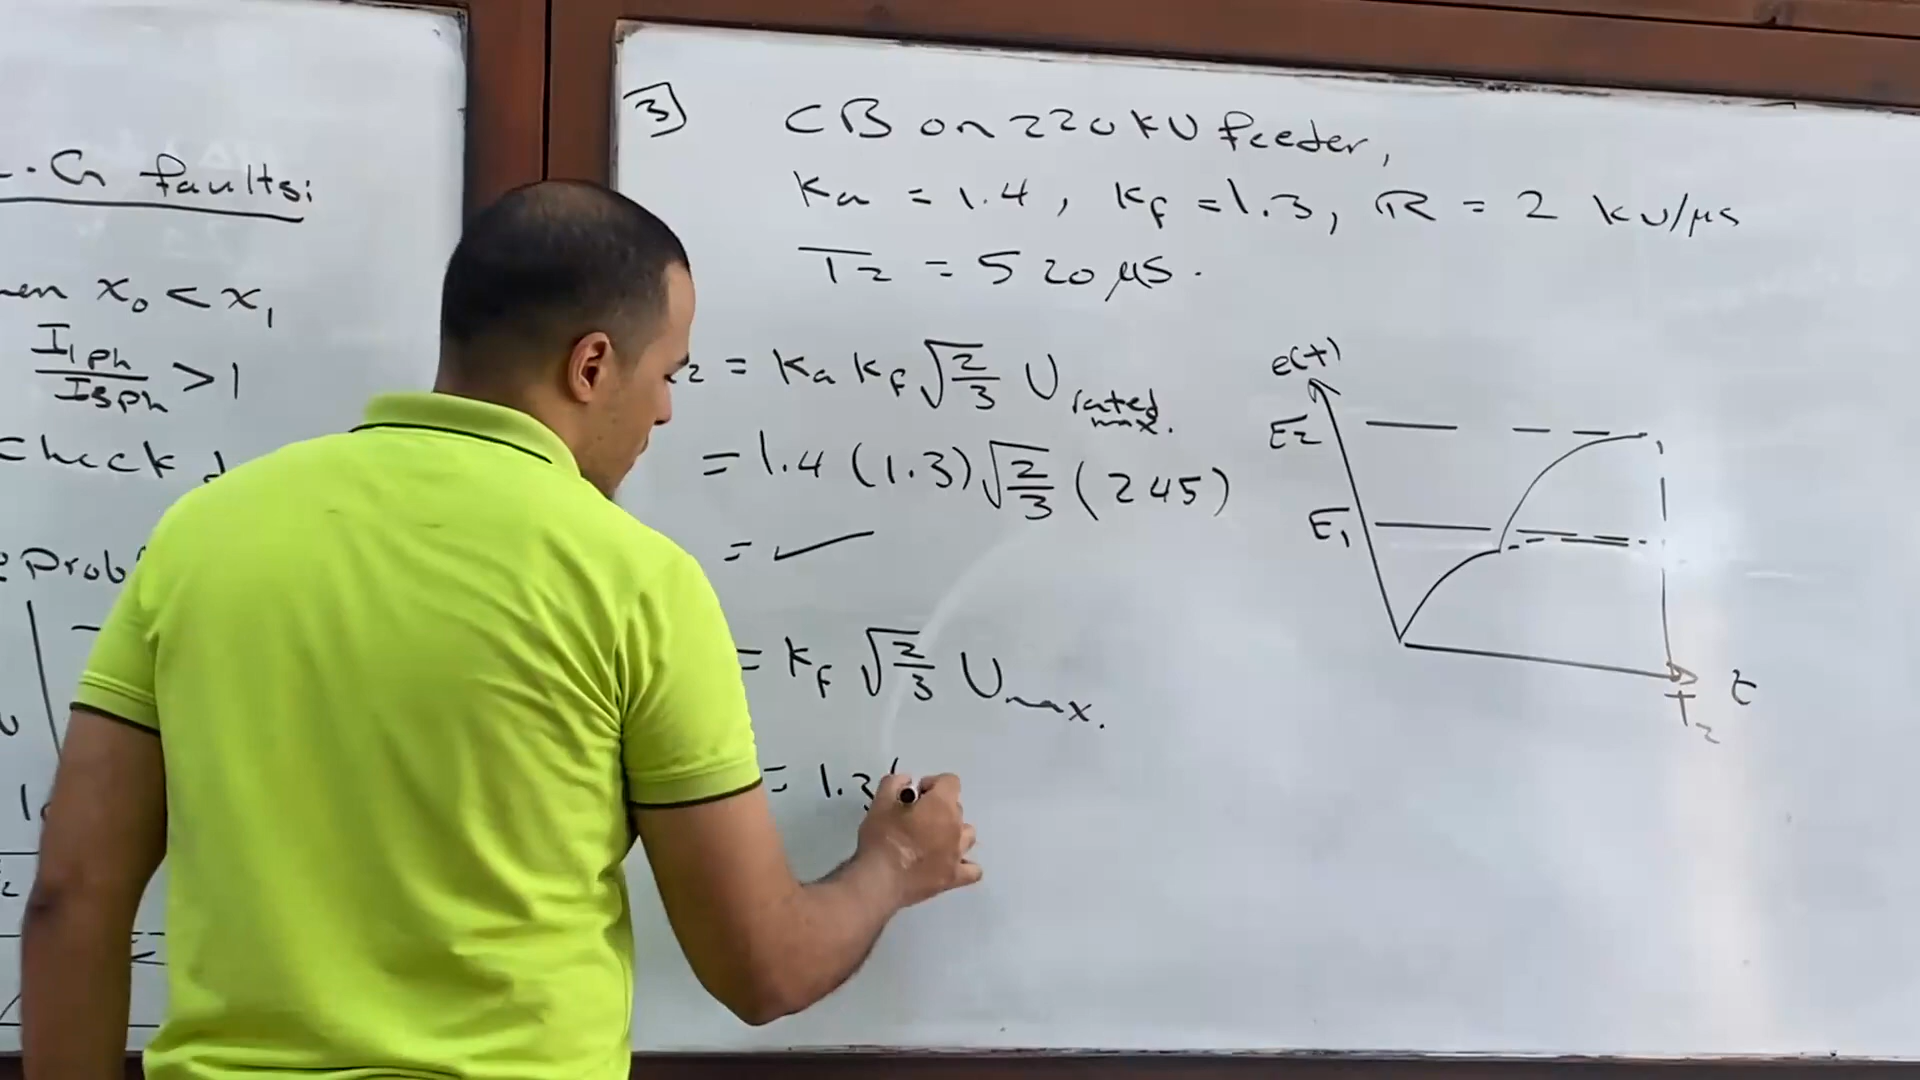 L.G faults:
x₀ < x₁
I1ph / I3ph > 1
check
Prob
3
CB on 220 kV feeder,
Ka = 1.4, Kf = 1.3, R = 2 kV/μs
T2 = 520 μs.
2 = Ka Kf √(2/3) U rated max.
= 1.4 (1.3) √(2/3) (245)
= ✓
= Kf √(2/3) Umax.
= 1.3(
e(t)
E2
E1
t
T2